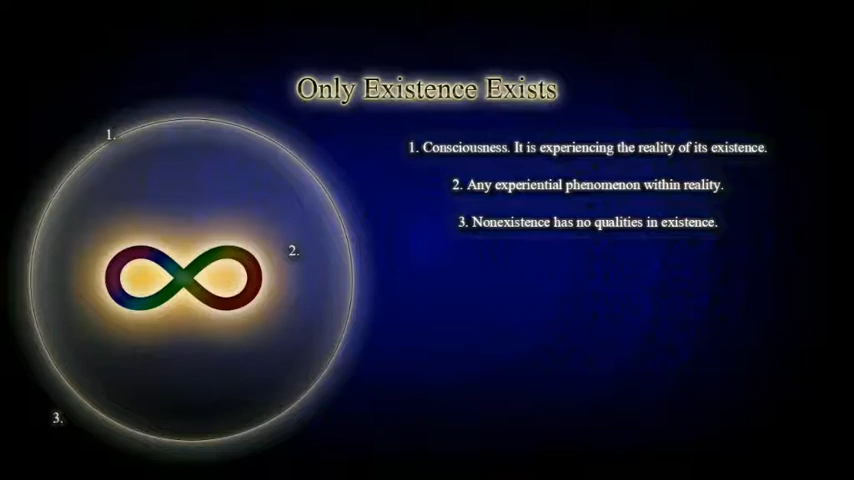 Only Existence Exists
1.
1. Consciousness. It is experiencing the reality of its existence.
2. Any experiential phenomenon within reality.
3. Nonexistence has no qualities in existence.
2.
3.